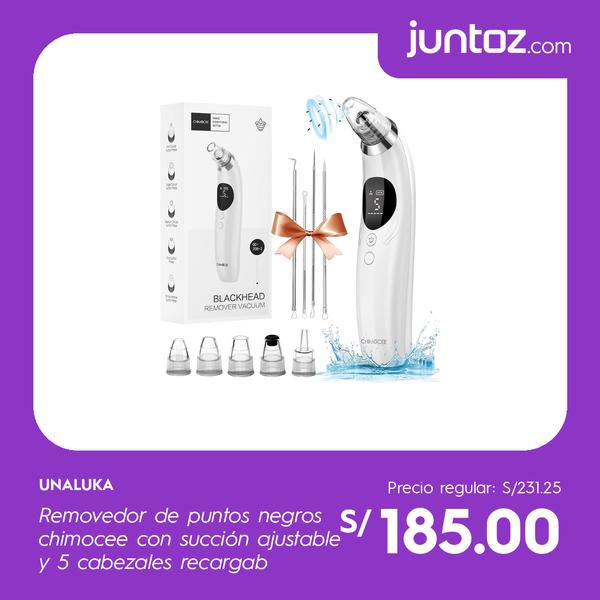 juntoz.com
BLACKHEAD
REMOVER VACUUM
UNALUKA
Removedor de puntos negros
chimocee con succión ajustable
y 5 cabezales recargab
Precio regular: S/231.25
S/185.00